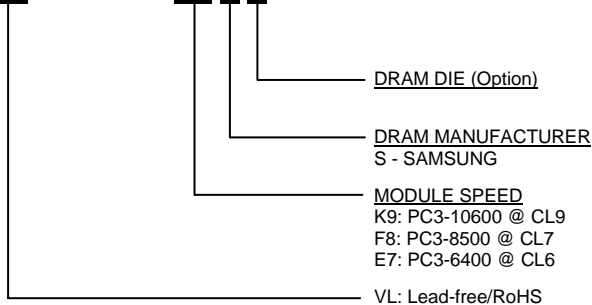 DRAM DIE (Option)
DRAM MANUFACTURER
S - SAMSUNG
MODULE SPEED
K9: PC3-10600 @ CL9
F8: PC3-8500 @ CL7
E7: PC3-6400 @ CL6
VL: Lead-free/RoHS